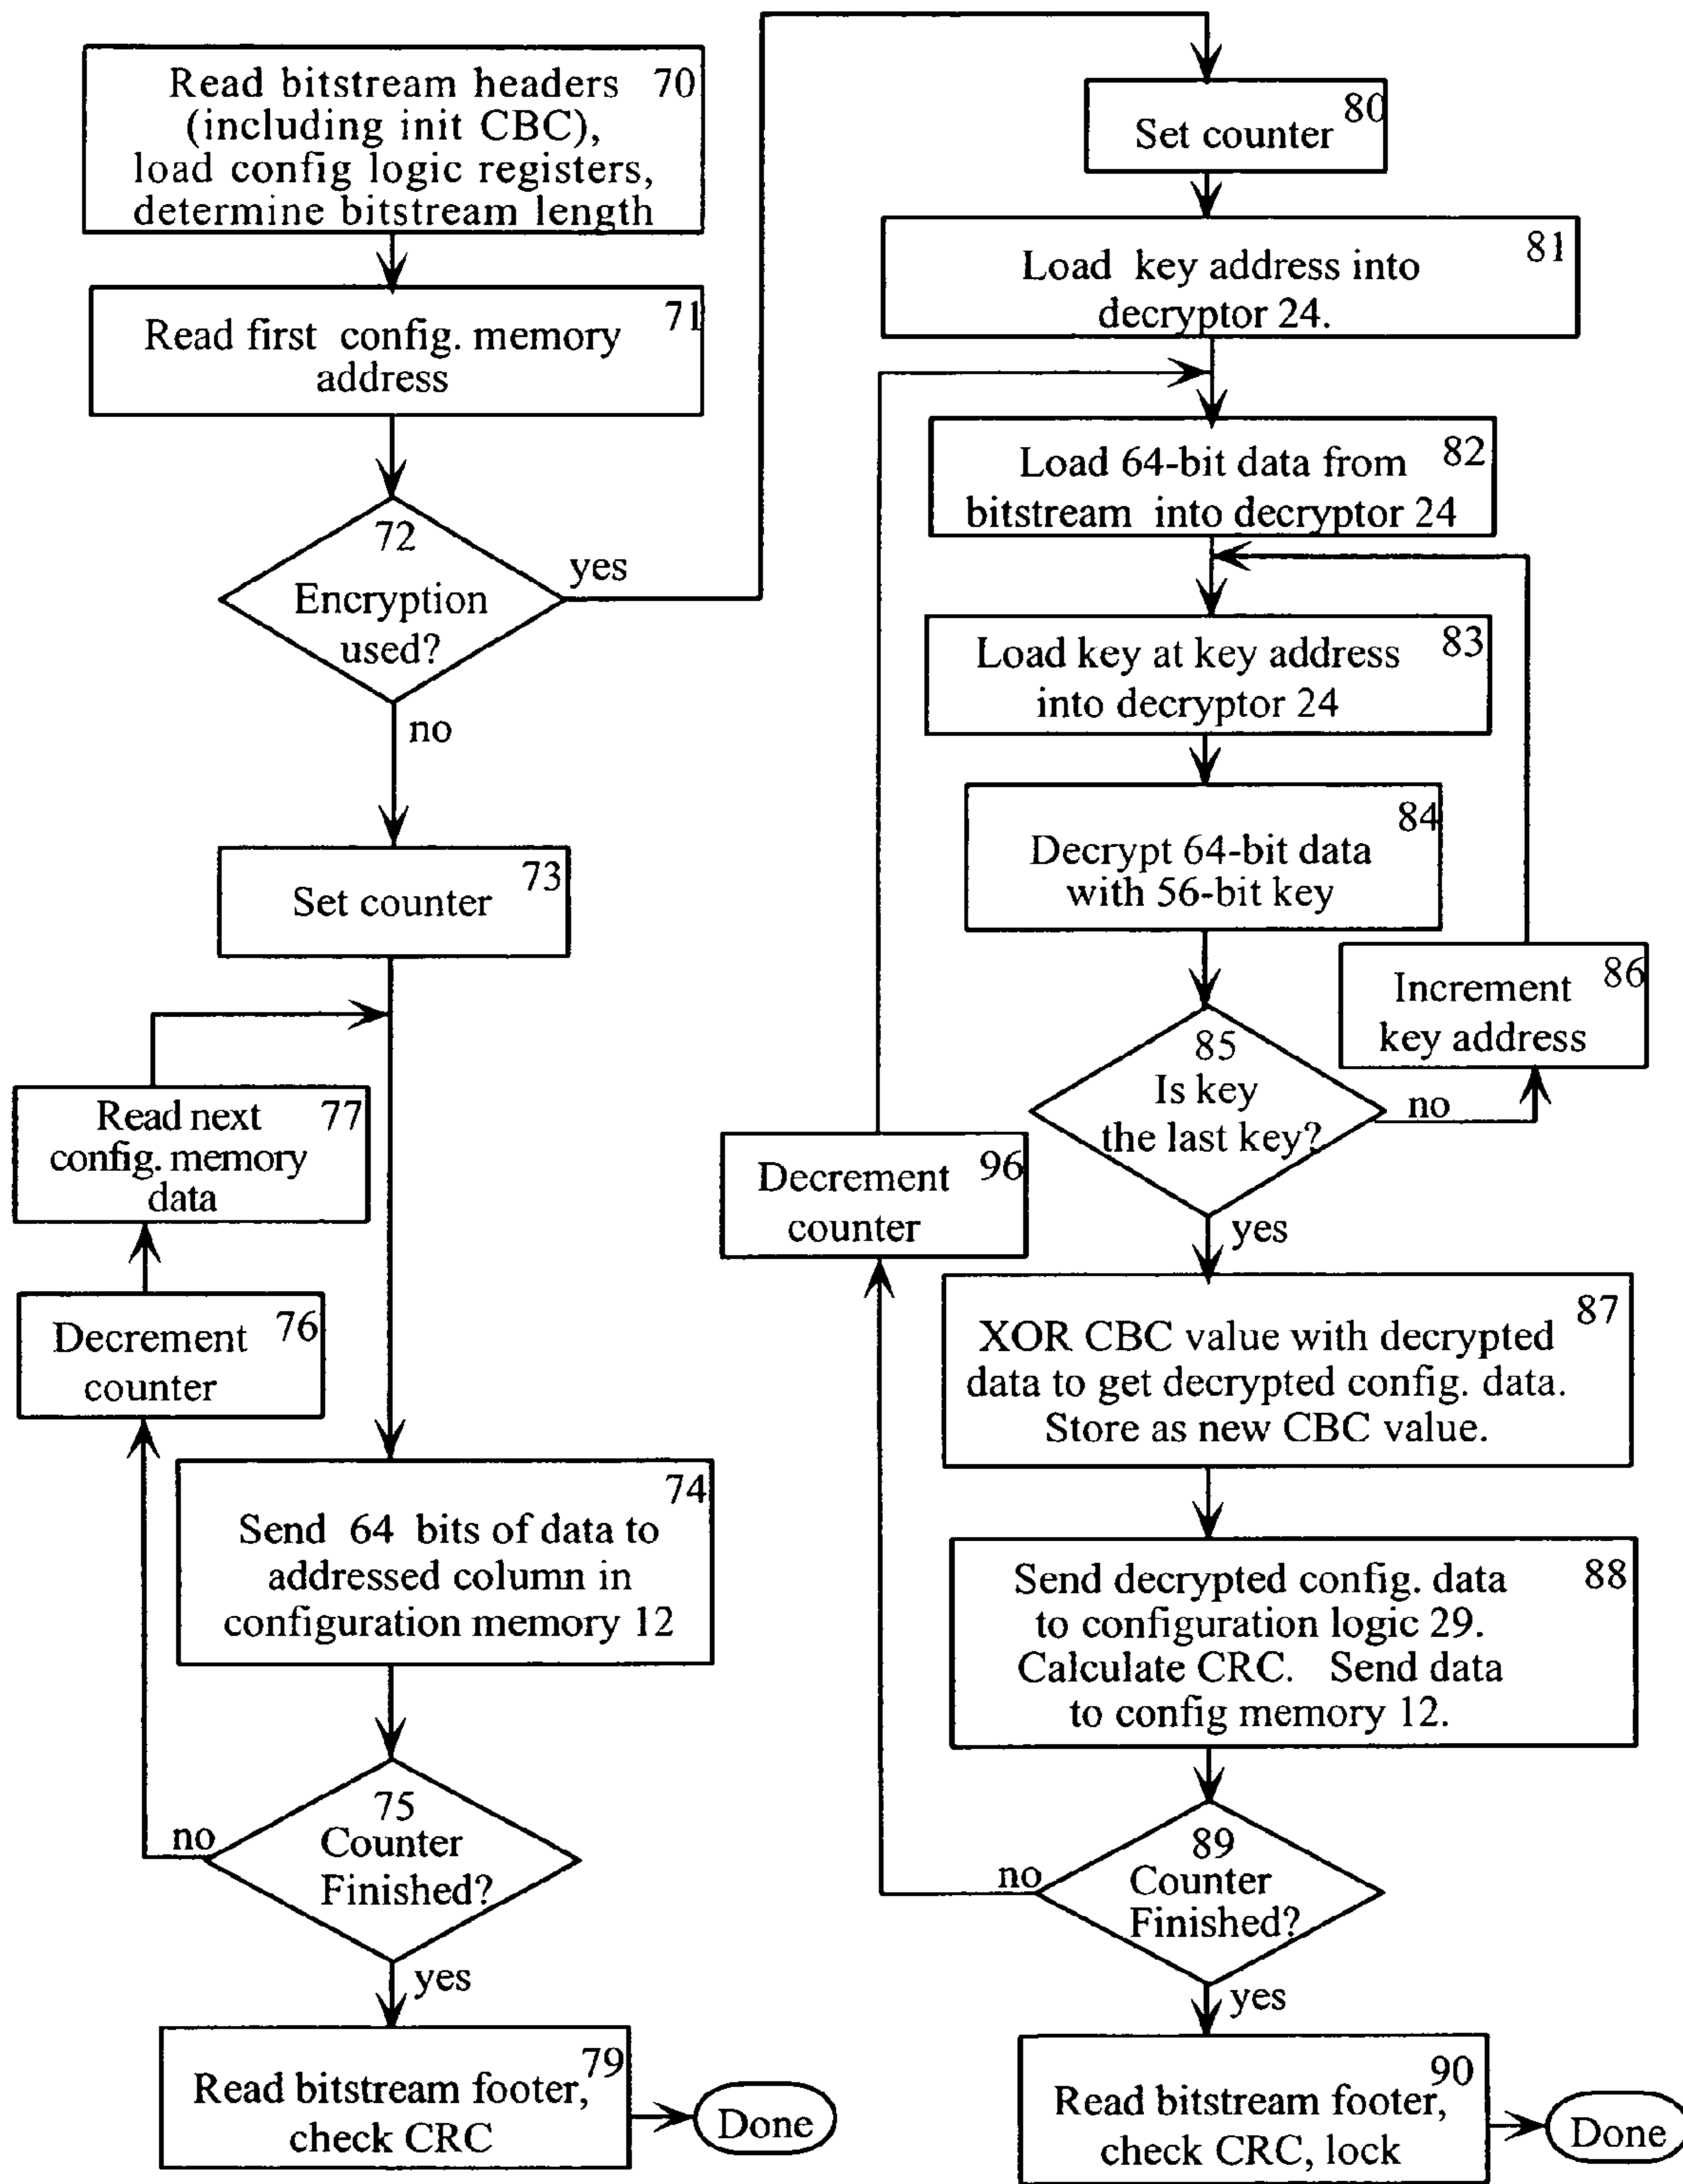 Read bitstream headers 70
(including init CBC),
load config logic registers,
determine bitstream length
Read first config. memory 71
address
72
Encryption
used?
yes
no
73
Set counter
Read next 77
config. memory
data
Decrement 76
counter
74
Send 64 bits of data to
addressed column in
configuration memory 12
75
Counter
Finished?
no
yes
79
Read bitstream footer,
check CRC
Done
80
Set counter
81
Load key address into
decryptor 24.
Load 64-bit data from 82
bitstream into decryptor 24
Load key at key address 83
into decryptor 24
84
Decrypt 64-bit data
with 56-bit key
85
Is key
the last key?
no
Increment 86
key address
yes
Decrement 96
counter
87
XOR CBC value with decrypted
data to get decrypted config. data.
Store as new CBC value.
Send decrypted config. data 88
to configuration logic 29.
Calculate CRC. Send data
to config memory 12.
89
Counter
Finished?
no
yes
90
Read bitstream footer,
check CRC, lock
Done